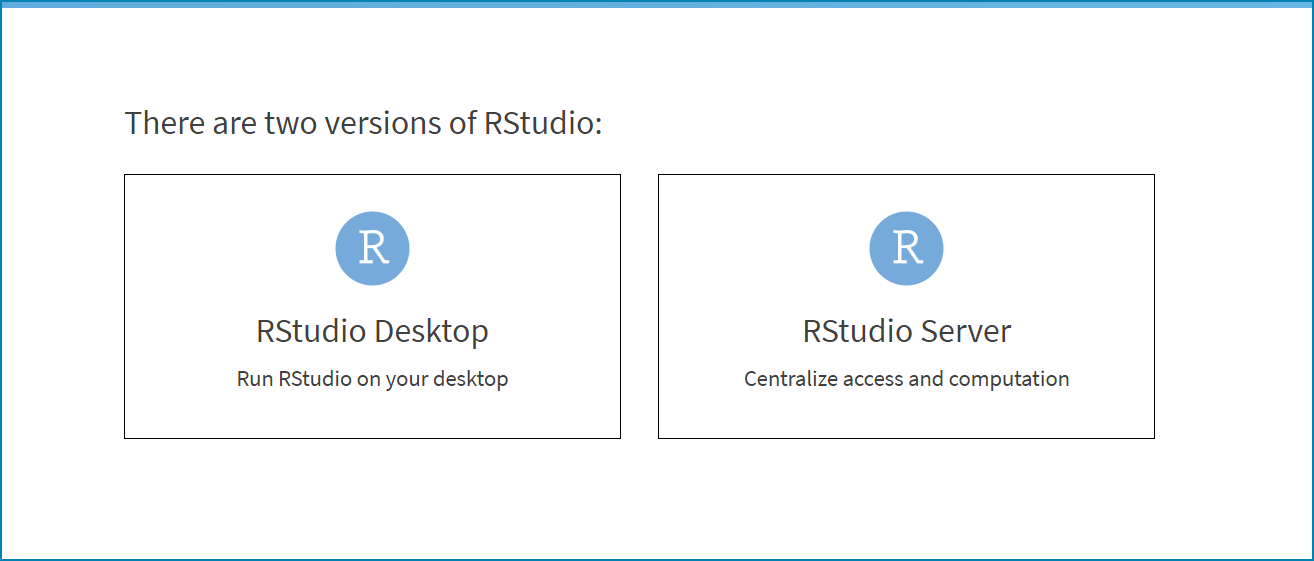 There are two versions of RStudio:
R
RStudio Desktop
Run RStudio on your desktop
R
RStudio Server
Centralize access and computation